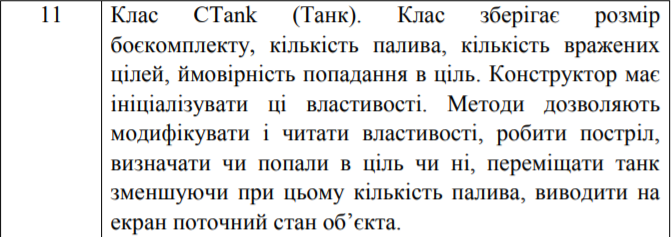 11 Клас CTank (Танк). Клас зберігає розмір
боєкомплекту, кількість палива, кількість вражених
цілей, ймовірність попадання в ціль. Конструктор має
ініціалізувати ці властивості. Методи дозволяють
модифікувати і читати властивості, робити постріл,
визначати чи попали в ціль чи ні, переміщати танк
зменшуючи при цьому кількість палива, виводити на
екран поточний стан об’єкта.